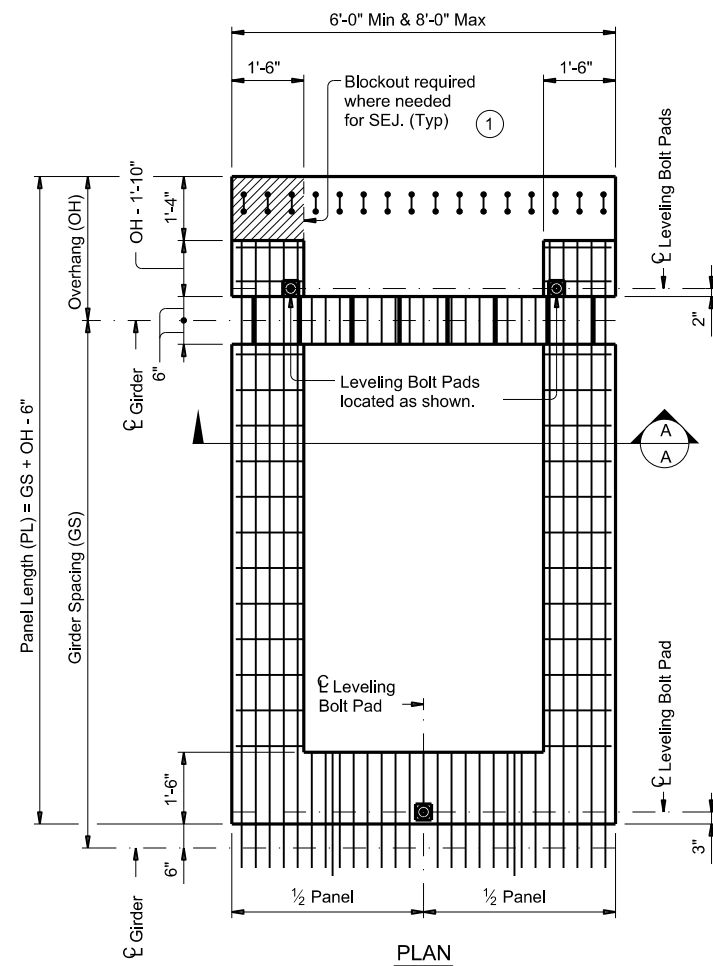 6'-0" Min & 8'-0" Max
1'-6"
1'-6"
Blockout required
where needed
for SEJ. (Typ)
1
℄ Leveling Bolt Pads
Overhang (OH)
OH - 1'-10"
1'-4"
2"
6"
℄ Girder
Leveling Bolt Pads
located as shown.
A
A
Panel Length (PL) = GS + OH - 6"
Girder Spacing (GS)
℄ Leveling
Bolt Pad
℄ Leveling Bolt Pad
1'-6"
3"
6"
℄ Girder
½ Panel
½ Panel
PLAN